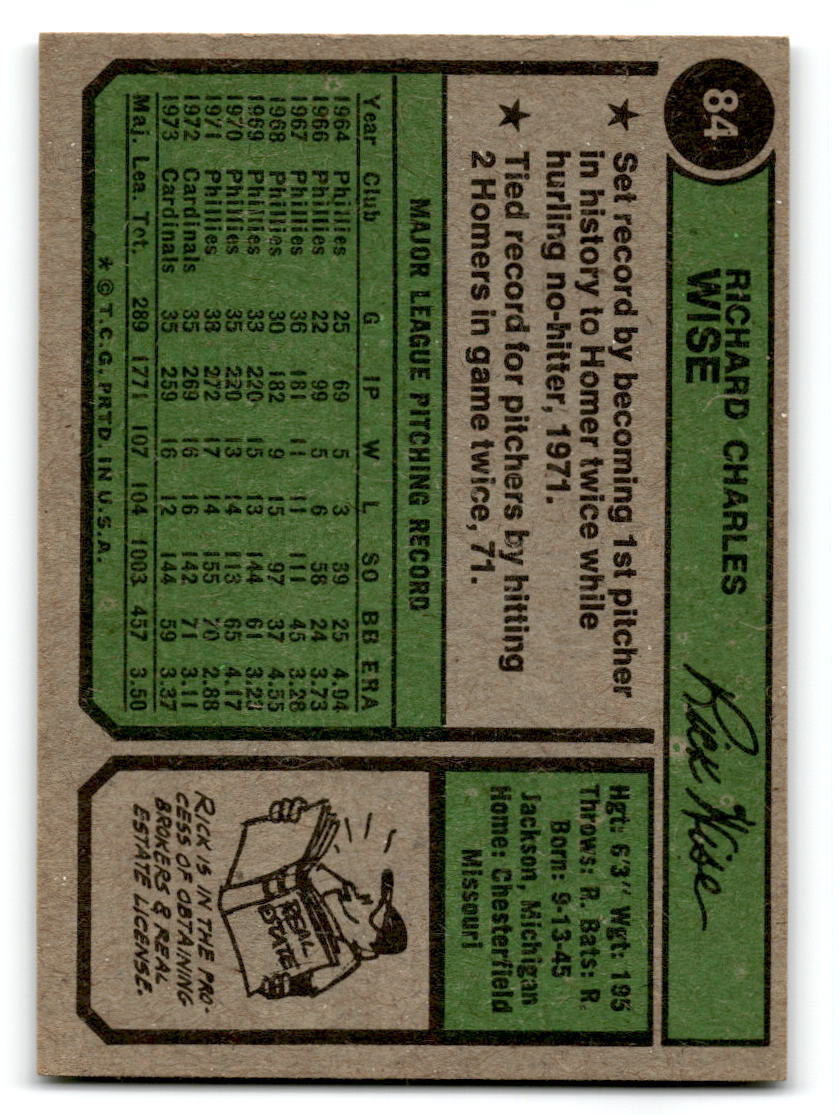 84
RICHARD CHARLES
WISE
Rick Wise
★ Set record by becoming 1st pitcher
in history to Homer twice while
hurling no-hitter, 1971.
★ Tied record for pitchers by hitting
2 Homers in game twice, 71.
Hgt: 6'3" Wgt: 195
Throws: R. Bats: R.
Born: 9-13-45
Jackson, Michigan
Home: Chesterfield
Missouri
MAJOR LEAGUE PITCHING RECORD
Year Club G IP W L SO BB ERA
1964 Phillies 25 69 5 3 39 25 4.04
1966 Phillies 22 99 5 6 58 24 3.73
1967 Phillies 36 181 11 11 111 45 3.28
1968 Phillies 30 182 9 15 97 37 4.55
1969 Phillies 33 220 15 13 144 61 3.23
1970 Phillies 35 220 13 14 113 65 4.17
1971 Phillies 38 272 17 14 155 70 2.88
1972 Cardinals 35 269 16 16 142 71 3.11
1973 Cardinals 35 259 16 12 144 59 3.37
Maj. Lea. Tot. 289 1771 107 104 1003 457 3.50
* © T.C.G. PRTD. IN U.S.A.
REAL
ESTATE
RICK IS IN THE PRO-
CESS OF OBTAINING
BROKERS & REAL
ESTATE LICENSE.